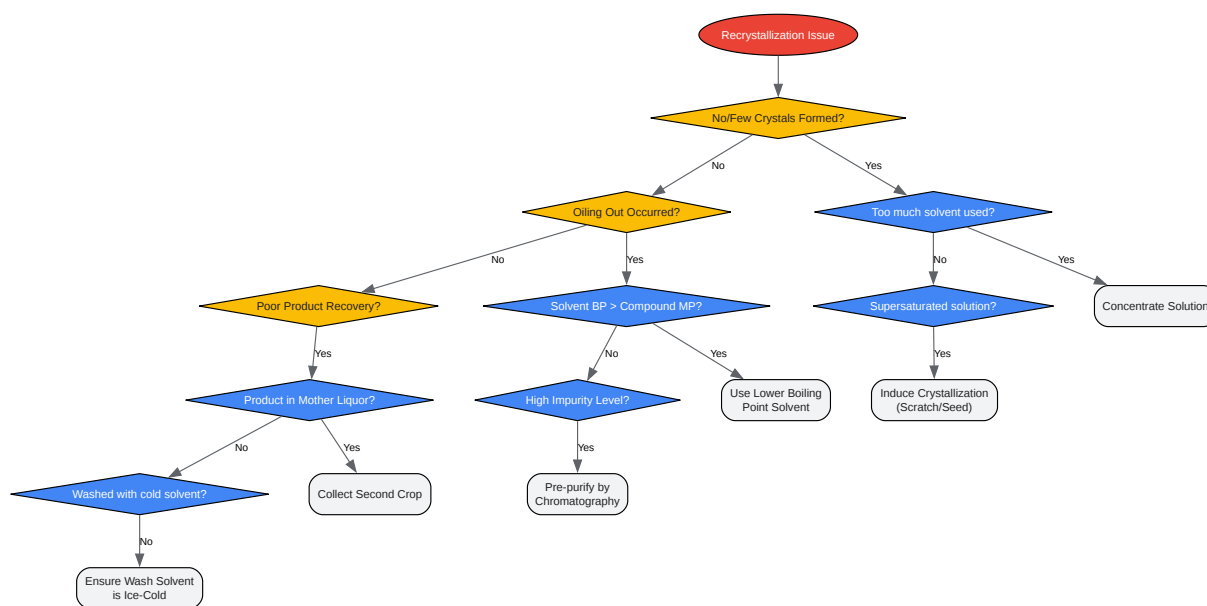 Recrystallization Issue
No/Few Crystals Formed?
No
Yes
Oiling Out Occurred?
Too much solvent used?
No
Yes
No
Yes
Poor Product Recovery?
Solvent BP > Compound MP?
Supersaturated solution?
Concentrate Solution
Yes
No
Yes
Yes
Product in Mother Liquor?
High Impurity Level?
Use Lower Boiling
Point Solvent
Induce Crystallization
(Scratch/Seed)
No
Yes
Yes
Washed with cold solvent?
Collect Second Crop
Pre-purify by
Chromatography
No
Ensure Wash Solvent
is Ice-Cold